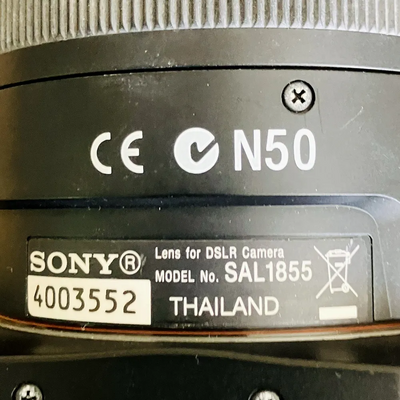 CE N50
SONY® Lens for DSLR Camera
MODEL No. SAL1855
4003552 THAILAND